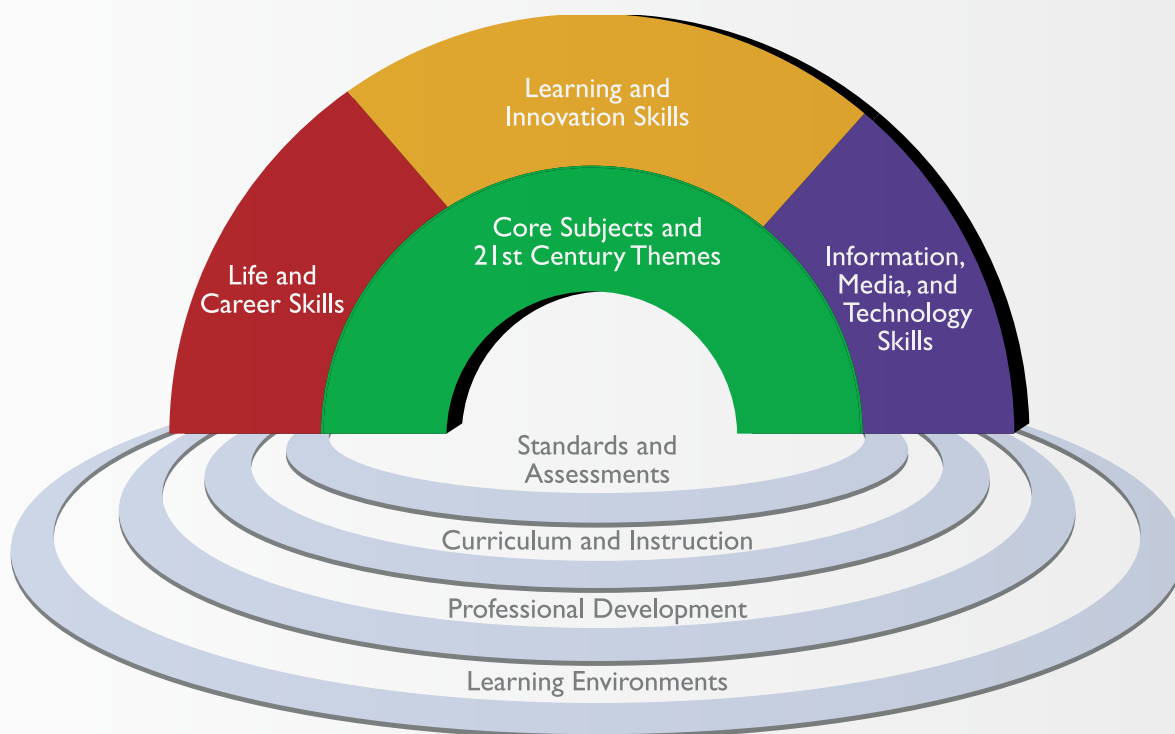 Learning and
Innovation Skills
Core Subjects and
21st Century Themes
Life and
Career Skills
Information,
Media, and
Technology
Skills
Standards and
Assessments
Curriculum and Instruction
Professional Development
Learning Environments